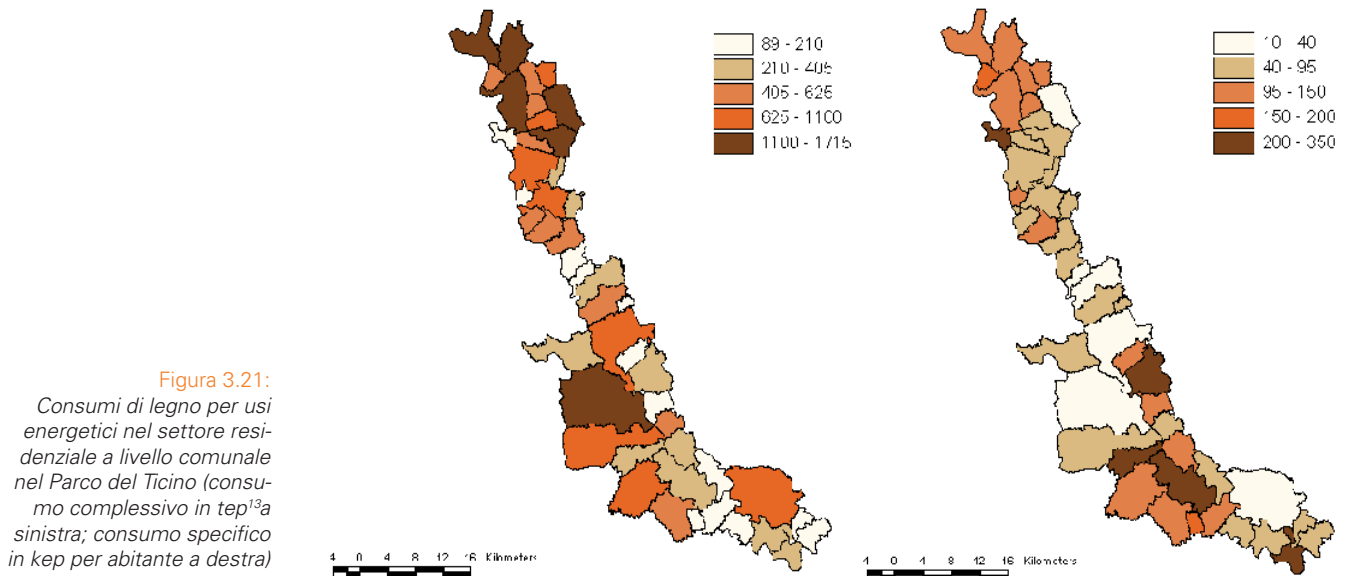 89 - 210
210 - 405
405 - 625
625 - 1100
1100 - 1715
10 - 40
40 - 95
95 - 150
150 - 200
200 - 350
Figura 3.21:
Consumi di legno per usi
energetici nel settore resi-
denziale a livello comunale
nel Parco del Ticino (consu-
mo complessivo in tep¹³a
sinistra; consumo specifico
in kep per abitante a destra)
4 0 4 8 12 16 Kilometers
4 0 4 8 12 16 Kilometers